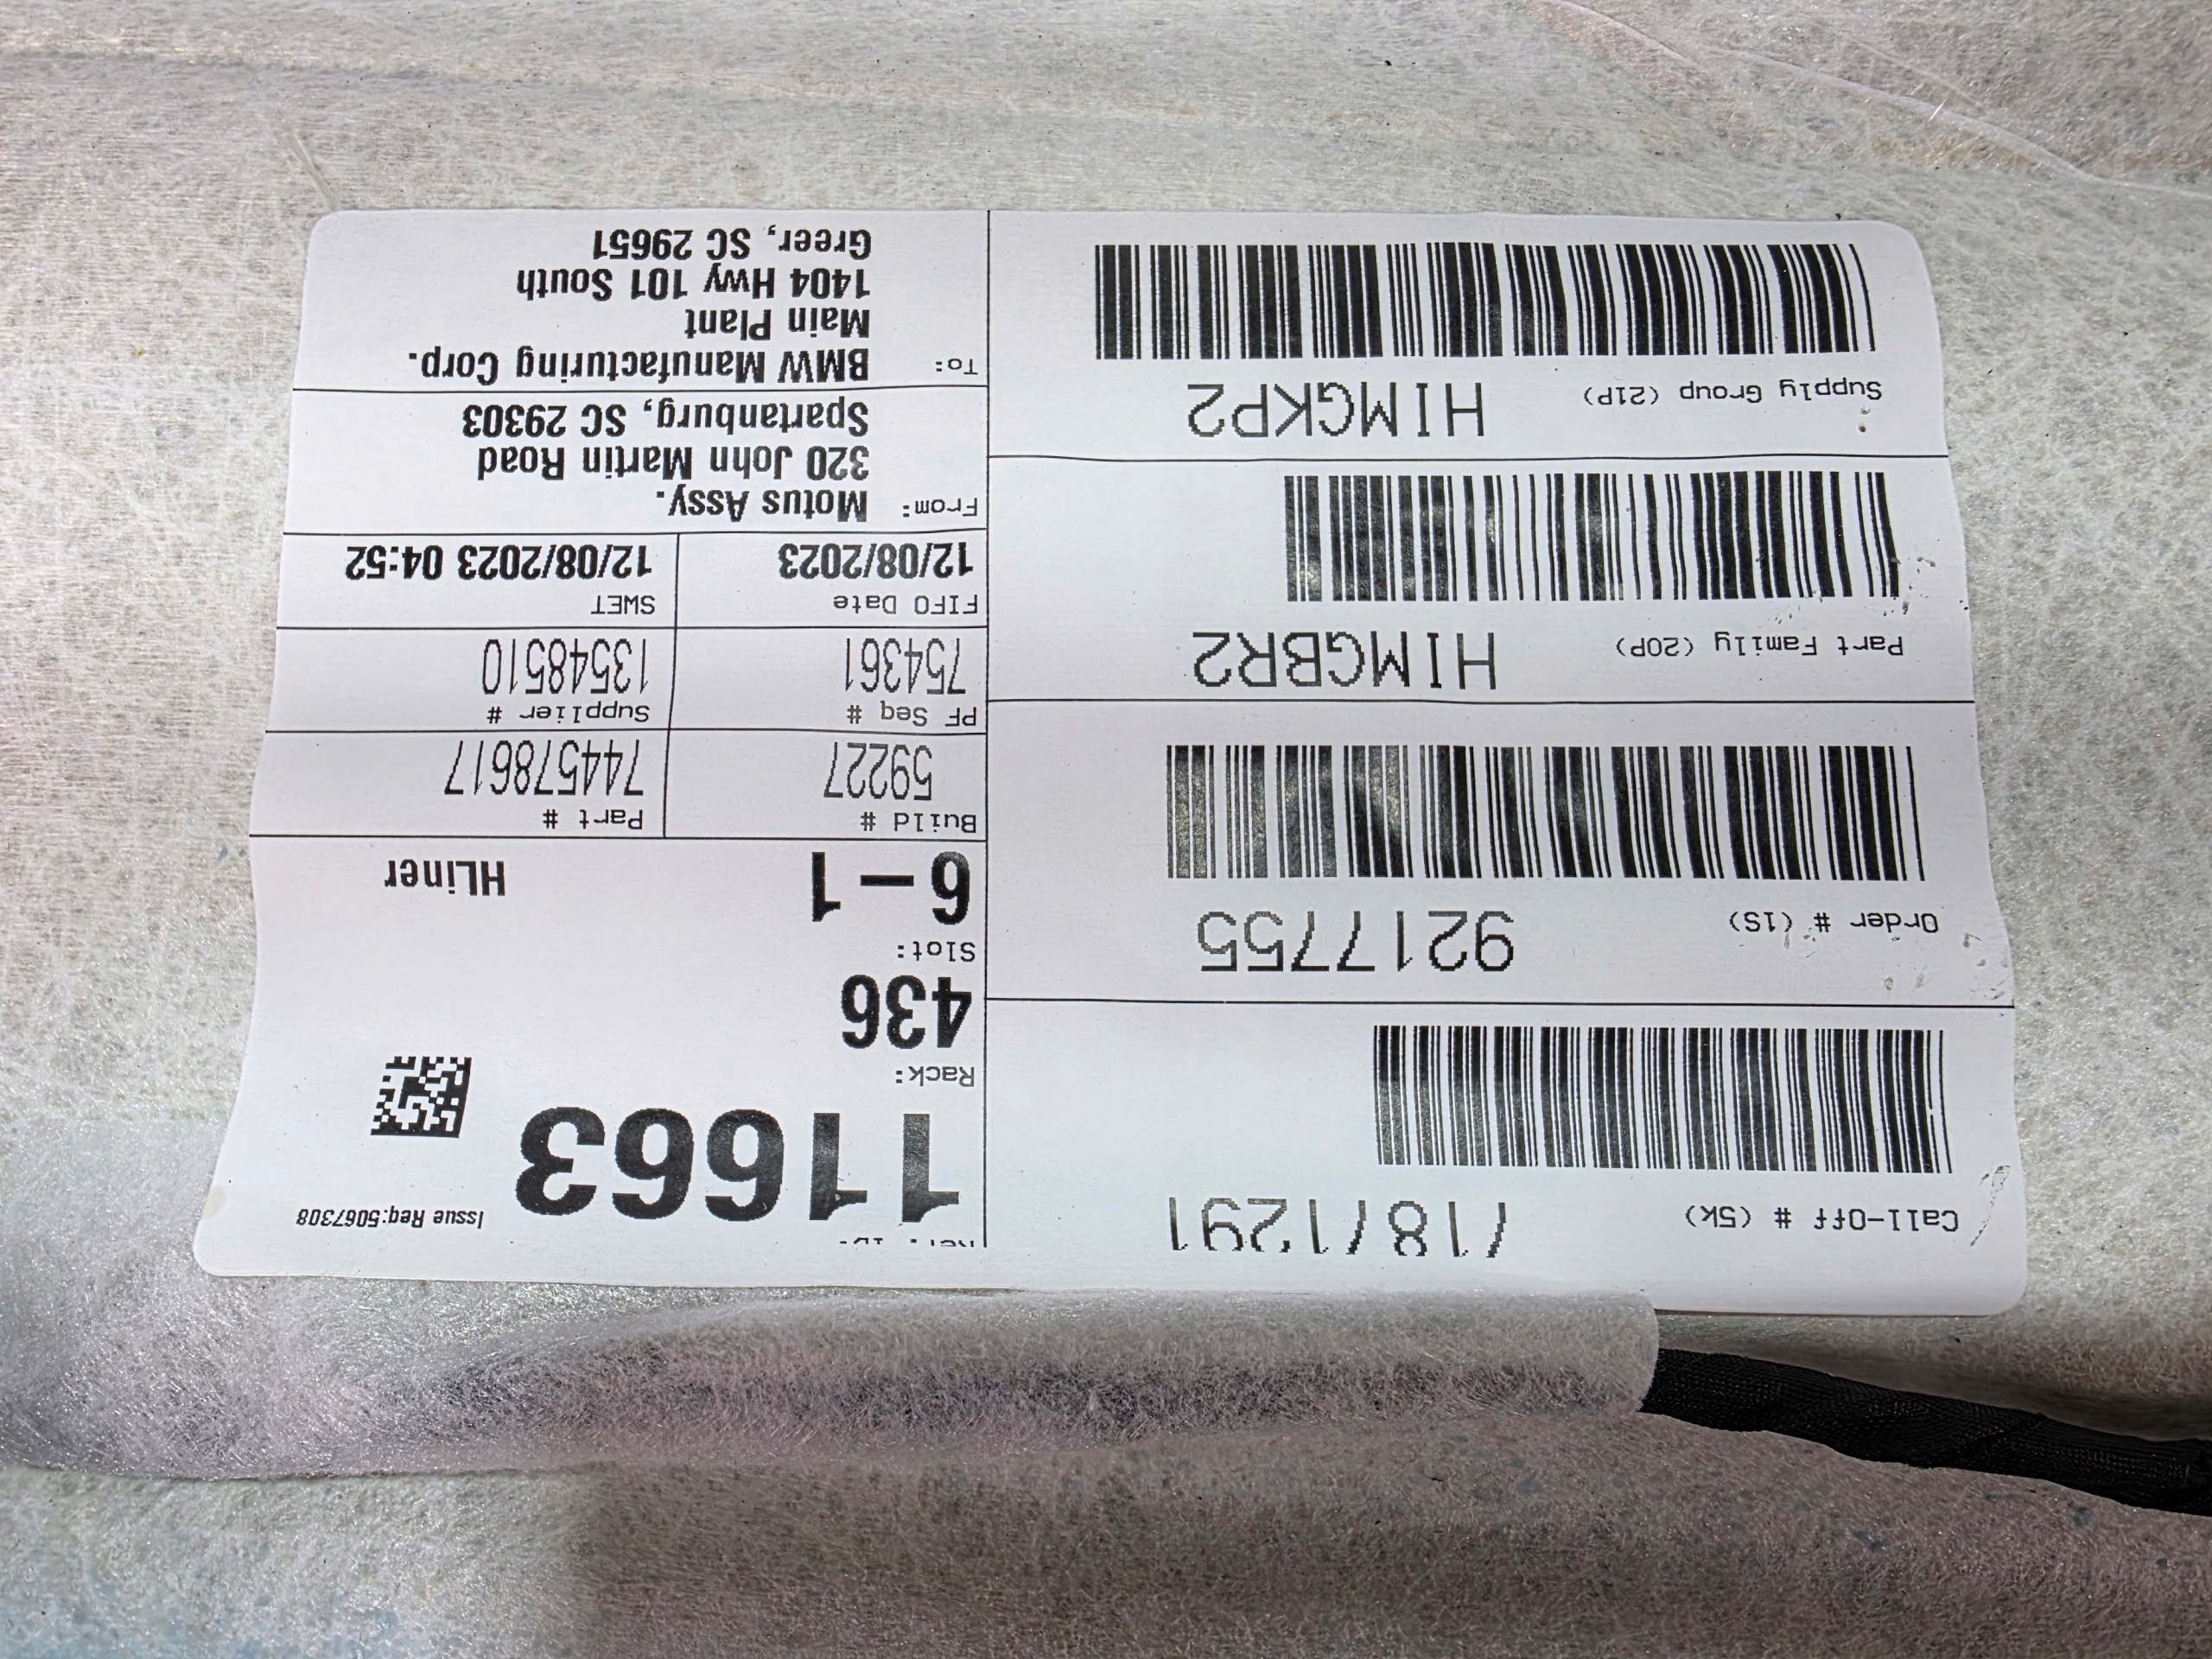 Call-Off # (5k)
Order # (1S) 9217755
Part Family (20P) HIMGBR2
Supply Group (21P) HIMGKP2
11663
Issue Req:5067308
Rack:
436
Slot:
6-1 HLiner
Build # Part #
59227 744578617
PF Seq # Supplier #
754361 13548510
FIFO Date SWET
12/08/2023 12/08/2023 04:52
From: Motus Assy.
320 John Martin Road
Spartanburg, SC 29303
To: BMW Manufacturing Corp.
Main Plant
1404 Hwy 101 South
Greer, SC 29651